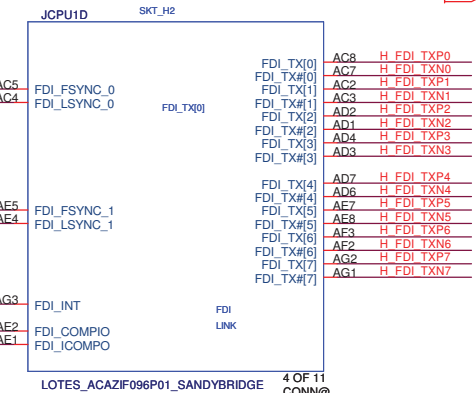 JCPU1D SKT_H2
FDI_TX[0] AC8 H_FDI_TXP0
FDI_TX#[0] AC7 H_FDI_TXN0
AC5 FDI_FSYNC_0 FDI_TX[1] AC2 H_FDI_TXP1
AC4 FDI_LSYNC_0 FDI_TX[0] FDI_TX#[1] AC3 H_FDI_TXN1
FDI_TX[2] AD2 H_FDI_TXP2
FDI_TX#[2] AD1 H_FDI_TXN2
FDI_TX[3] AD4 H_FDI_TXP3
FDI_TX#[3] AD3 H_FDI_TXN3
FDI_TX[4] AD7 H_FDI_TXP4
FDI_TX#[4] AD6 H_FDI_TXN4
AE5 FDI_FSYNC_1 FDI_TX[5] AE7 H_FDI_TXP5
AE4 FDI_LSYNC_1 FDI_TX#[5] AE8 H_FDI_TXN5
FDI_TX[6] AF3 H_FDI_TXP6
FDI_TX#[6] AF2 H_FDI_TXN6
FDI_TX[7] AG2 H_FDI_TXP7
FDI_TX#[7] AG1 H_FDI_TXN7
AG3 FDI_INT FDI
AE2 FDI_COMPIO LINK
AE1 FDI_ICOMPO
LOTES_ACAZIF096P01_SANDYBRIDGE 4 OF 11
CONN@